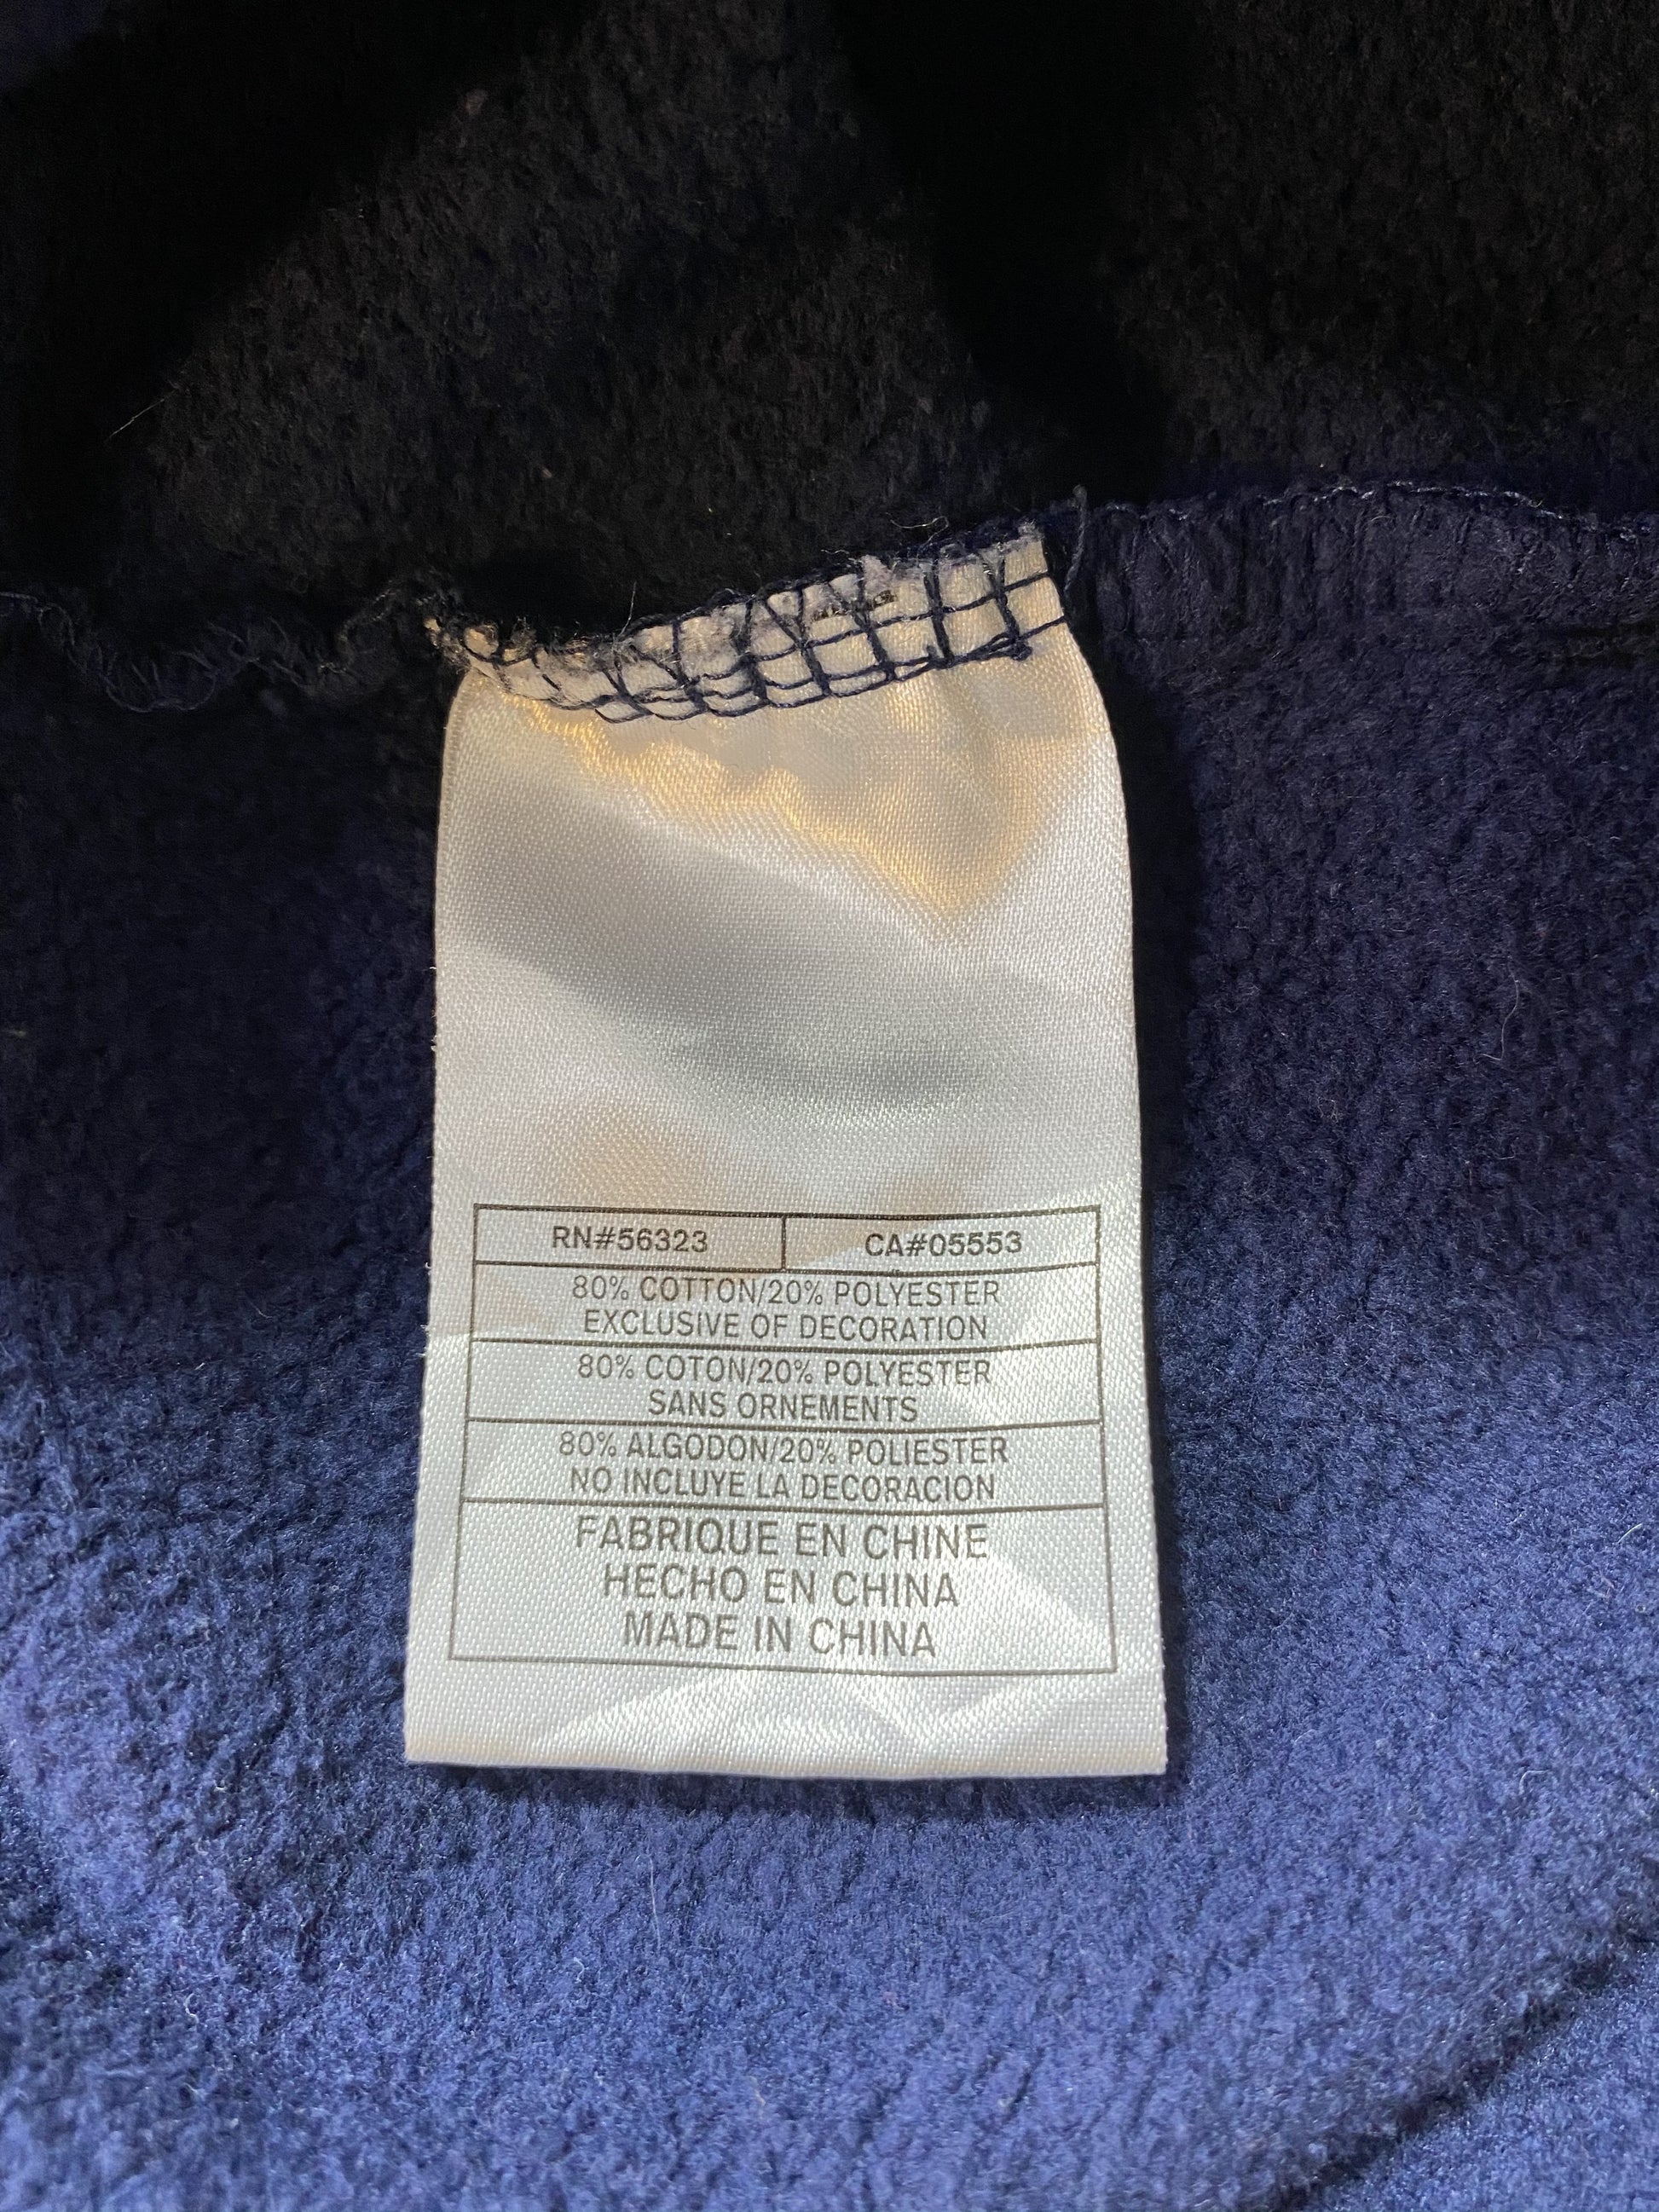 RN#56323 CA#05553
80% COTTON/20% POLYESTER
EXCLUSIVE OF DECORATION
80% COTON/20% POLYESTER
SANS ORNEMENTS
80% ALGODON/20% POLIESTER
NO INCLUYE LA DECORACION
FABRIQUE EN CHINE
HECHO EN CHINA
MADE IN CHINA